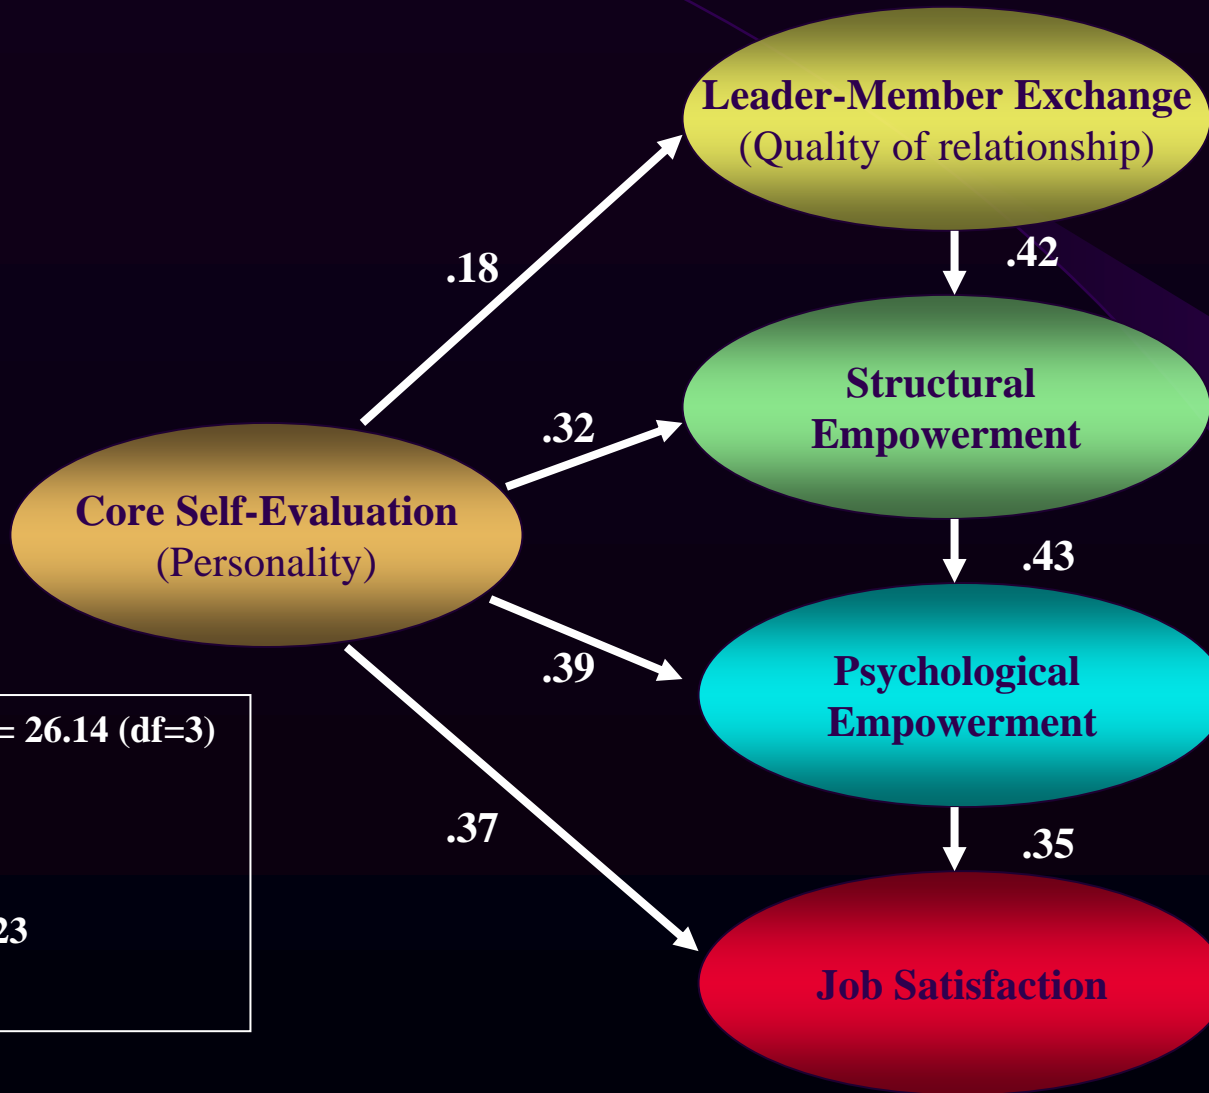 Leader-Member Exchange
(Quality of relationship)
.18
.42
Structural
Empowerment
.32
Core Self-Evaluation
(Personality)
.43
.39
Psychological
Empowerment
= 26.14 (df=3)
.37
.35
23
Job Satisfaction